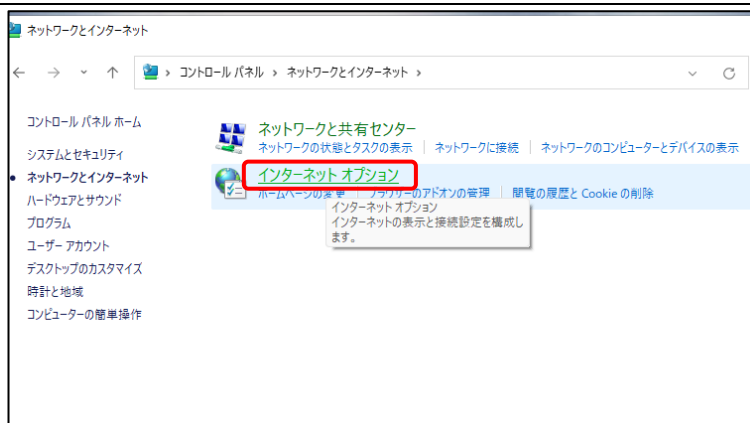 ネットワークとインターネット
コントロール パネル › ネットワークとインターネット ›
コントロール パネル ホーム
システムとセキュリティ
ネットワークとインターネット
ハードウェアとサウンド
プログラム
ユーザー アカウント
デスクトップのカスタマイズ
時計と地域
コンピューターの簡単操作
ネットワークと共有センター
ネットワークの状態とタスクの表示 | ネットワークに接続 | ネットワークのコンピューターとデバイスの表示
インターネット オプション
ホームページの変更 | ブラウザーのアドオンの管理 | 閲覧の履歴と Cookie の削除
インターネット オプション
インターネットの表示と接続設定を構成し
ます。